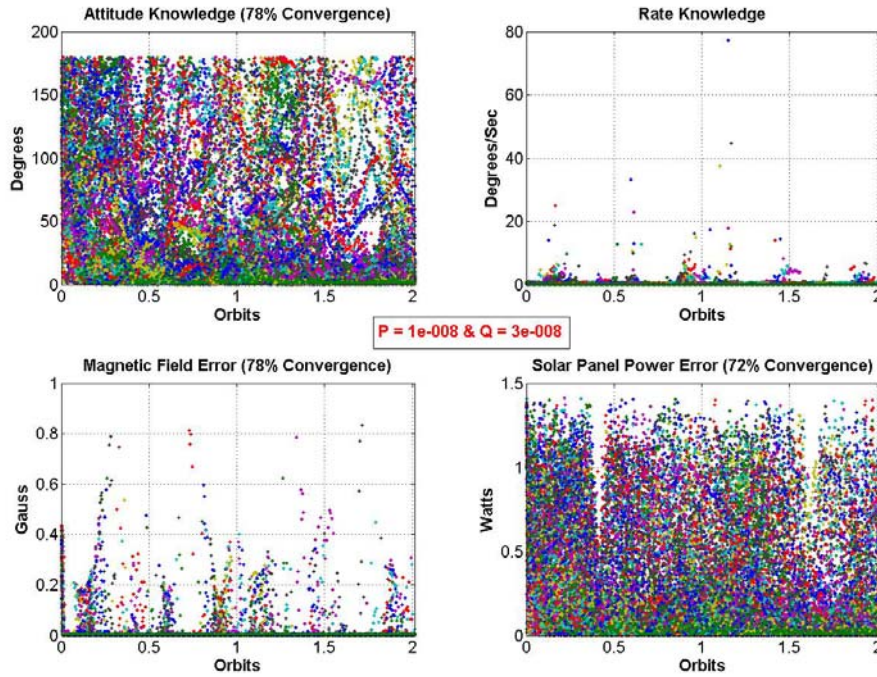 Attitude Knowledge (78% Convergence)
200
150
100
50
0
Degrees
0 0.5 1 1.5 2
Orbits
Rate Knowledge
80
60
40
20
0
Degrees/Sec
0 0.5 1 1.5 2
Orbits
P = 1e-008 & Q = 3e-008
Magnetic Field Error (78% Convergence)
1
0.8
0.6
0.4
0.2
0
Gauss
0 0.5 1 1.5 2
Orbits
Solar Panel Power Error (72% Convergence)
1.5
1
0.5
0
Watts
0 0.5 1 1.5 2
Orbits